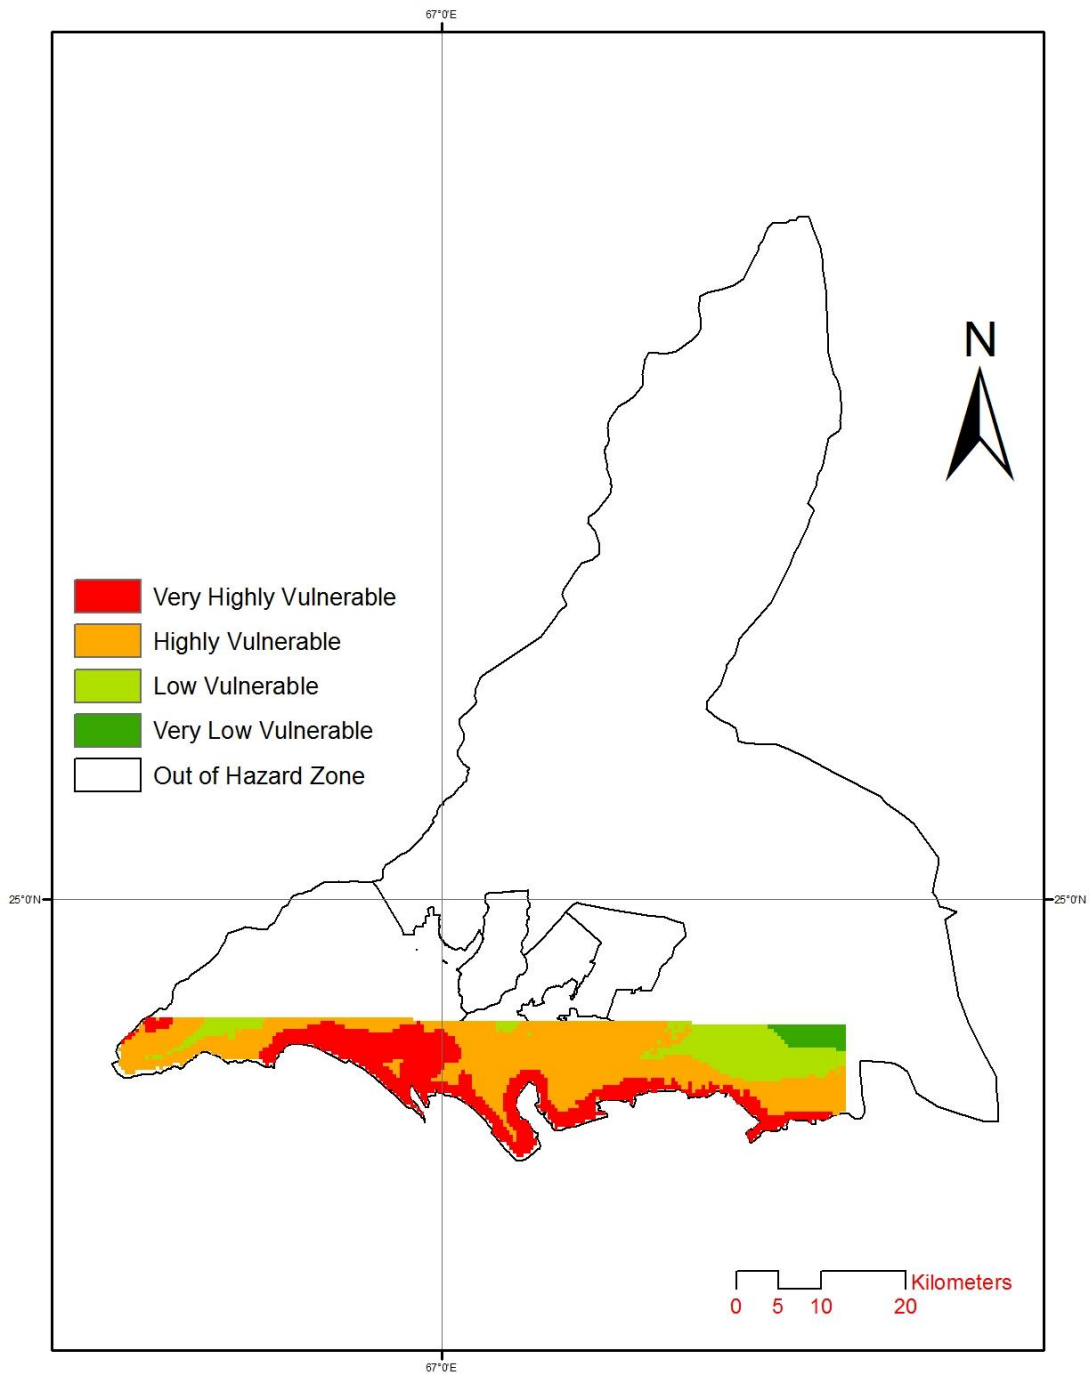 67°0'E
N
Very Highly Vulnerable
Highly Vulnerable
Low Vulnerable
Very Low Vulnerable
Out of Hazard Zone
25°0'N
25°0'N
Kilometers
0 5 10 20
67°0'E